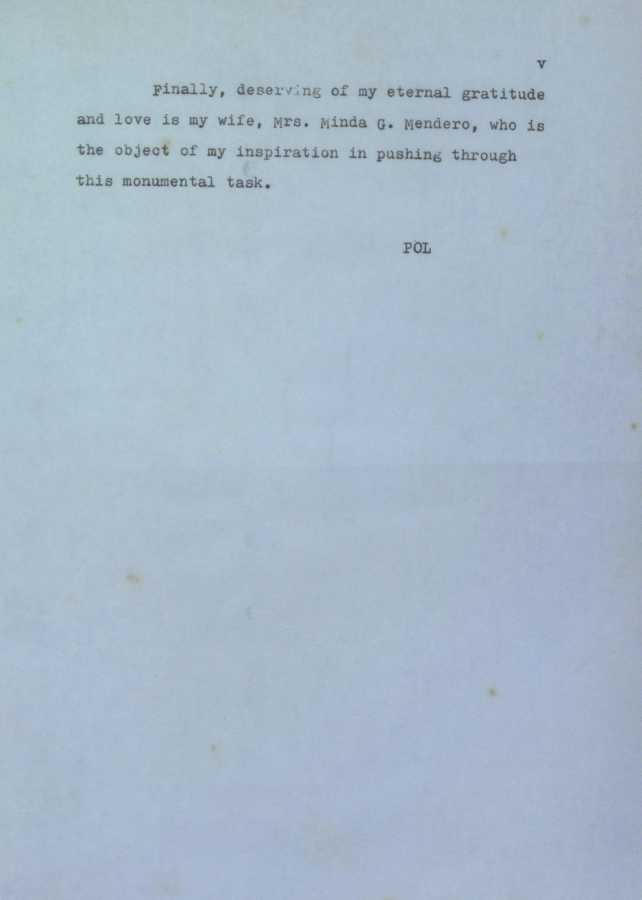 v
Finally, deserving of my eternal gratitude
and love is my wife, Mrs. Minda G. Mendero, who is
the object of my inspiration in pushing through
this monumental task.
POL